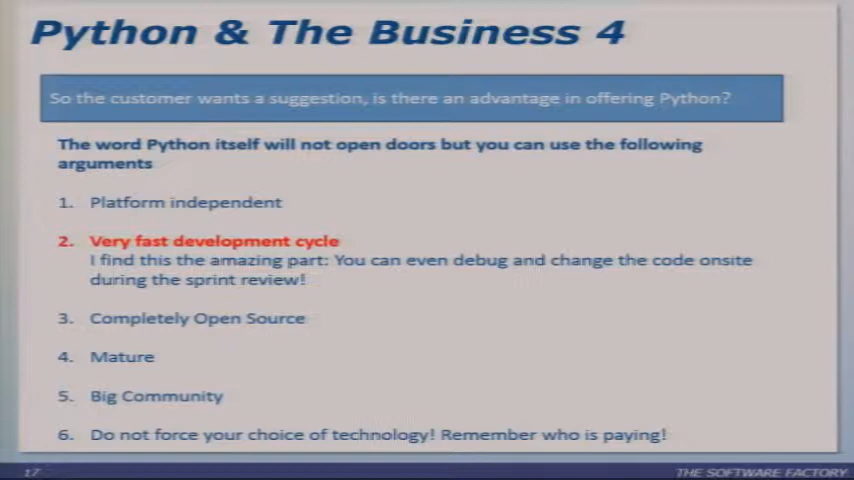 Python & The Business 4
So the customer wants a suggestion, is there an advantage in offering Python?
The word Python itself will not open doors but you can use the following
arguments
1. Platform independent
2. Very fast development cycle
I find this the amazing part: You can even debug and change the code onsite
during the sprint review!
3. Completely Open Source
4. Mature
5. Big Community
6. Do not force your choice of technology! Remember who is paying!
17
THE SOFTWARE FACTORY